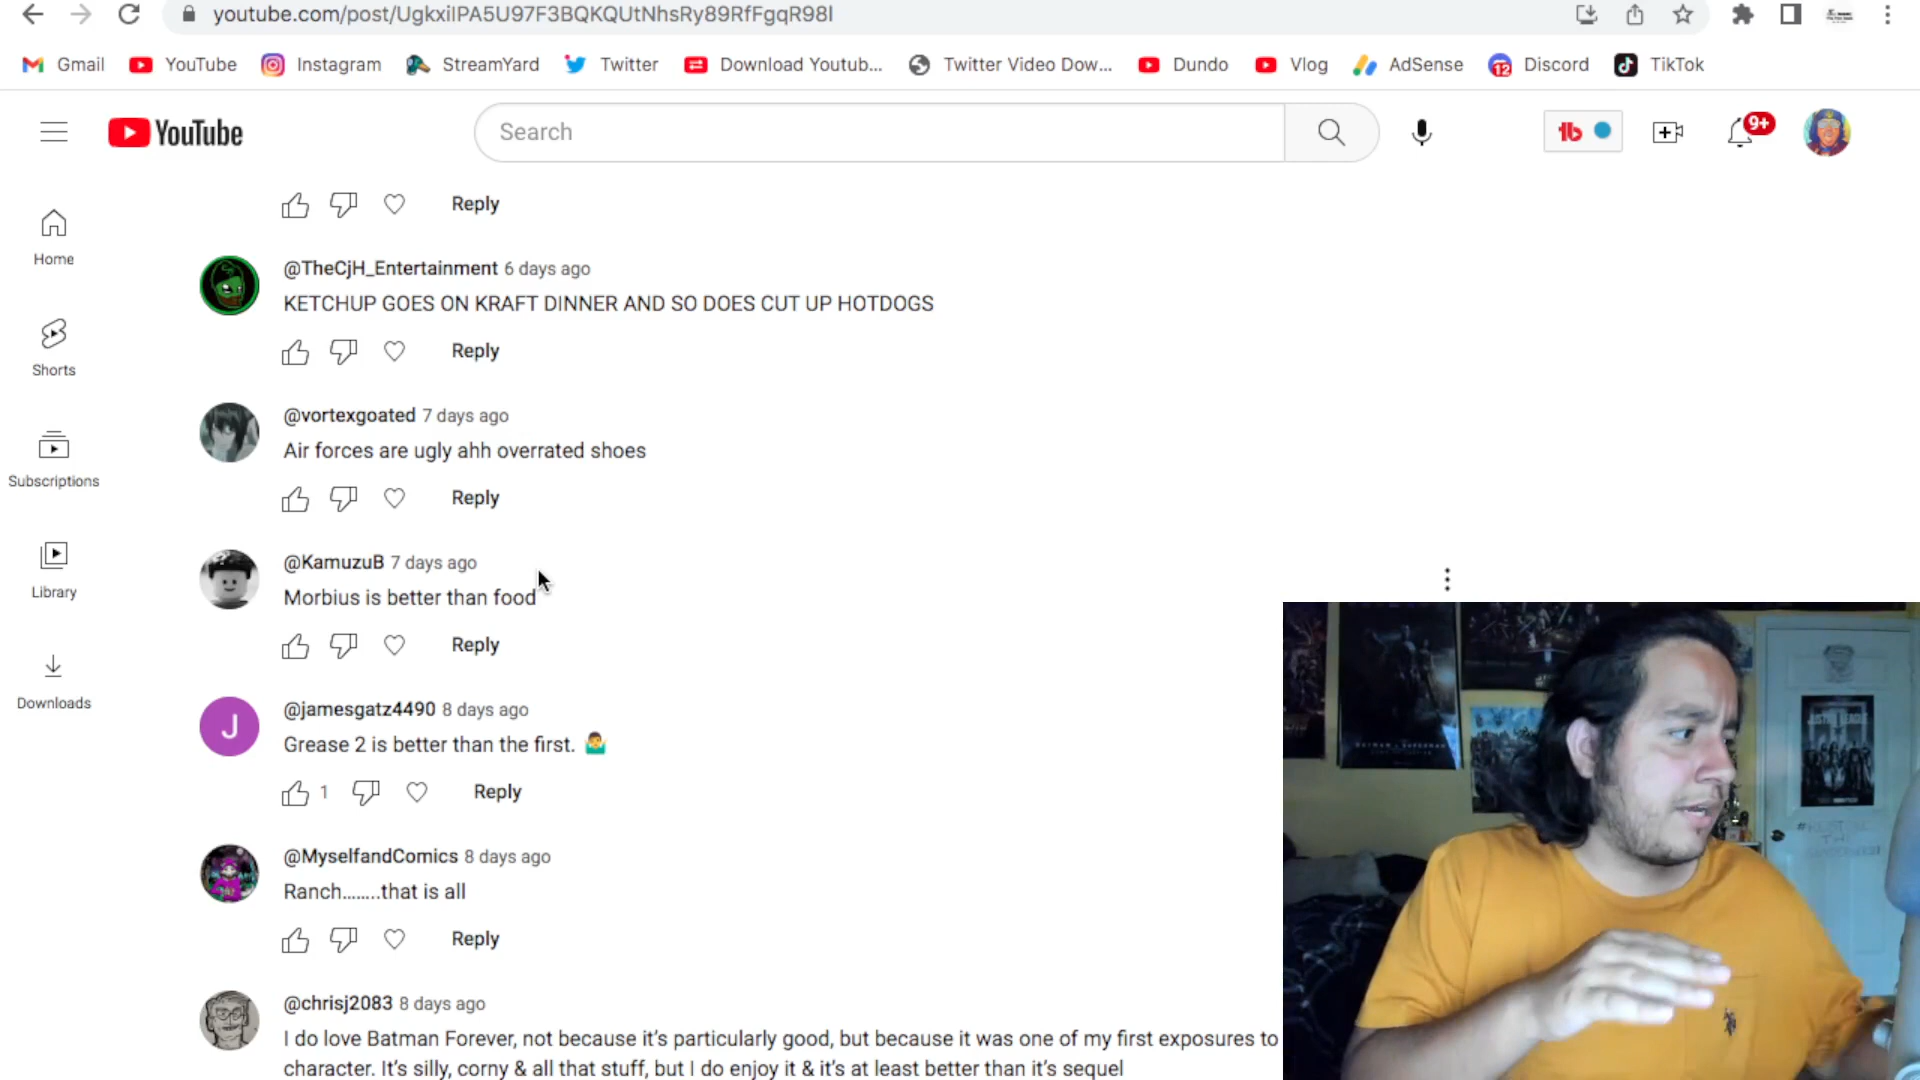 youtube.com/post/UgkxilPA5U97F3BQKQUtNhsRy89RfFgqR98I
Gmail YouTube Instagram StreamYard Twitter Download Youtub... Twitter Video Dow... Dundo Vlog AdSense 12 Discord TikTok
YouTube Search 9+
Reply
Home
@TheCjH_Entertainment 6 days ago
KETCHUP GOES ON KRAFT DINNER AND SO DOES CUT UP HOTDOGS
Reply
Shorts
@vortexgoated 7 days ago
Air forces are ugly ahh overrated shoes
Reply
Subscriptions
@KamuzuB 7 days ago
Morbius is better than food
Reply
Library
@jamesgatz4490 8 days ago
J
Grease 2 is better than the first. 🤷‍♂️
1 Reply
Downloads
@MyselfandComics 8 days ago
Ranch........that is all
Reply
@chrisj2083 8 days ago
I do love Batman Forever, not because it's particularly good, but because it was one of my first exposures to
character. It's silly, corny & all that stuff, but I do enjoy it & it's at least better than it's sequel
JUSTICE LEAGUE